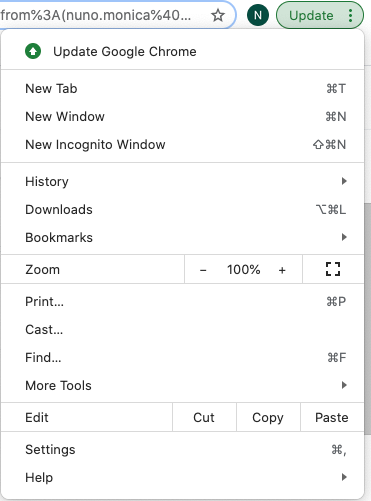 from%3A(nuno.monica%40... N Update
Update Google Chrome
New Tab ⌘T
New Window ⌘N
New Incognito Window ⇧⌘N
History
Downloads ⌥⌘L
Bookmarks
Zoom − 100% +
Print... ⌘P
Cast...
Find... ⌘F
More Tools
Edit Cut Copy Paste
Settings ⌘,
Help